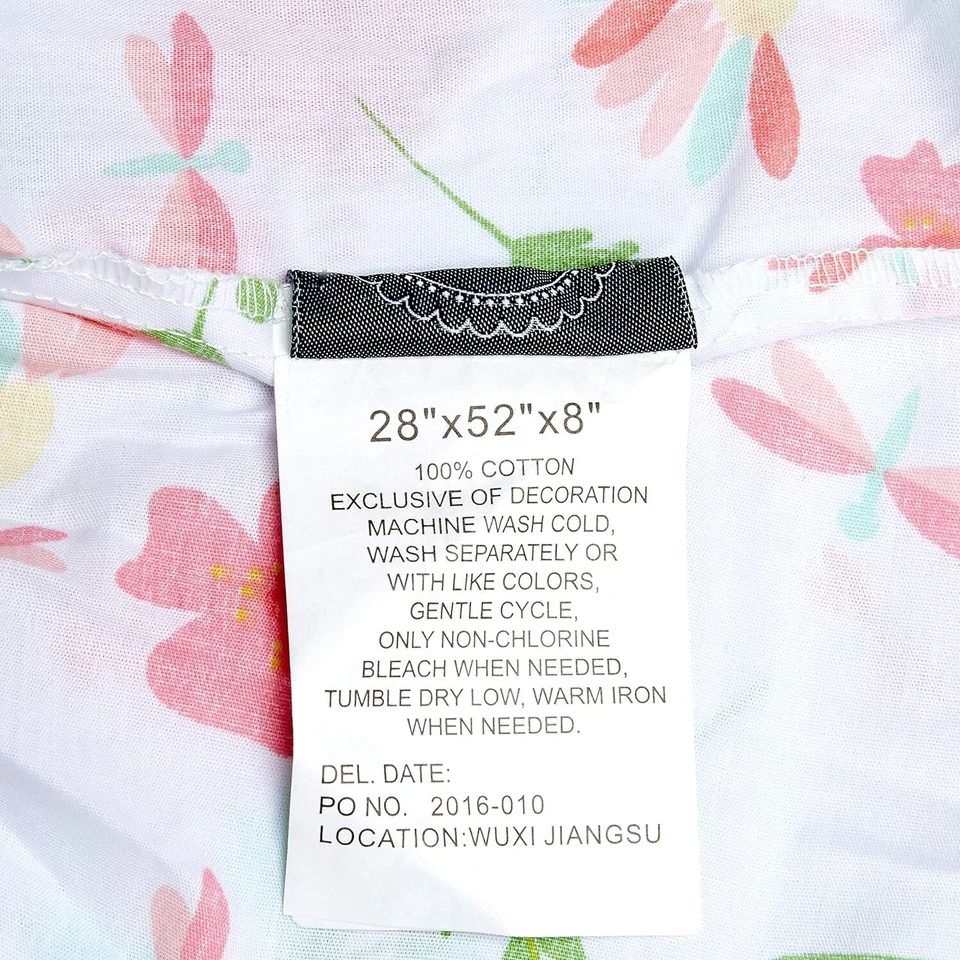 28"x52"x8"
100% COTTON
EXCLUSIVE OF DECORATION
MACHINE WASH COLD,
WASH SEPARATELY OR
WITH LIKE COLORS,
GENTLE CYCLE,
ONLY NON-CHLORINE
BLEACH WHEN NEEDED,
TUMBLE DRY LOW, WARM IRON
WHEN NEEDED.
DEL. DATE:
PO NO. 2016-010
LOCATION:WUXI JIANGSU